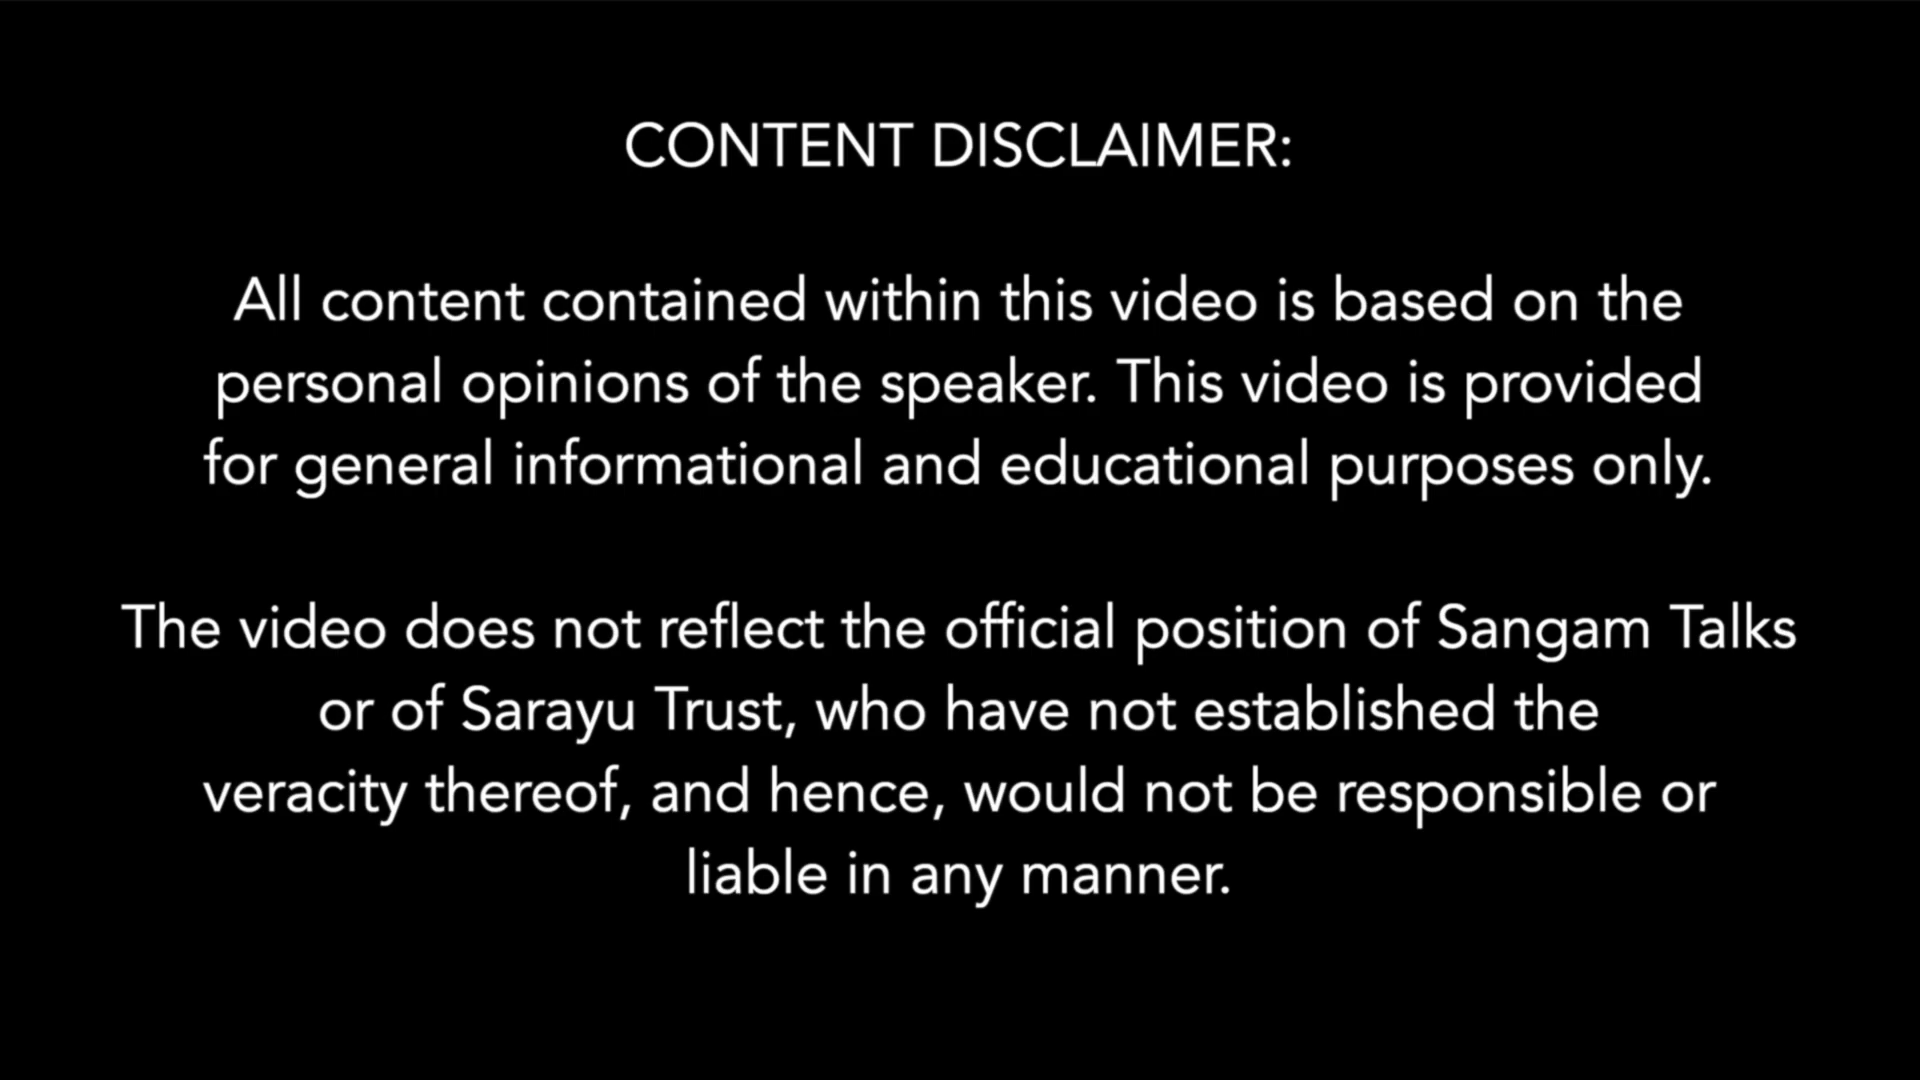 CONTENT DISCLAIMER:
All content contained within this video is based on the
personal opinions of the speaker. This video is provided
for general informational and educational purposes only.
The video does not reflect the official position of Sangam Talks
or of Sarayu Trust, who have not established the
veracity thereof, and hence, would not be responsible or
liable in any manner.